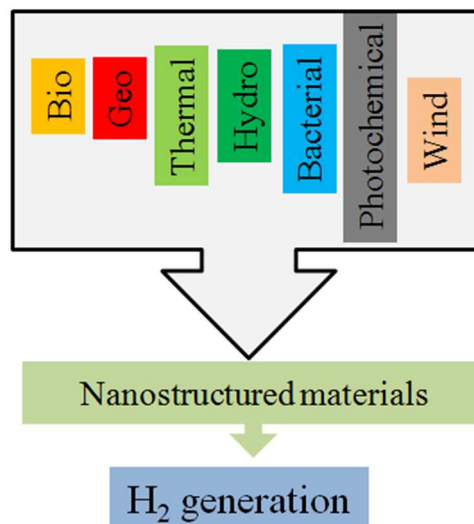 Bio
Geo
Thermal
Hydro
Bacterial
Photochemical
Wind
Nanostructured materials
H₂ generation